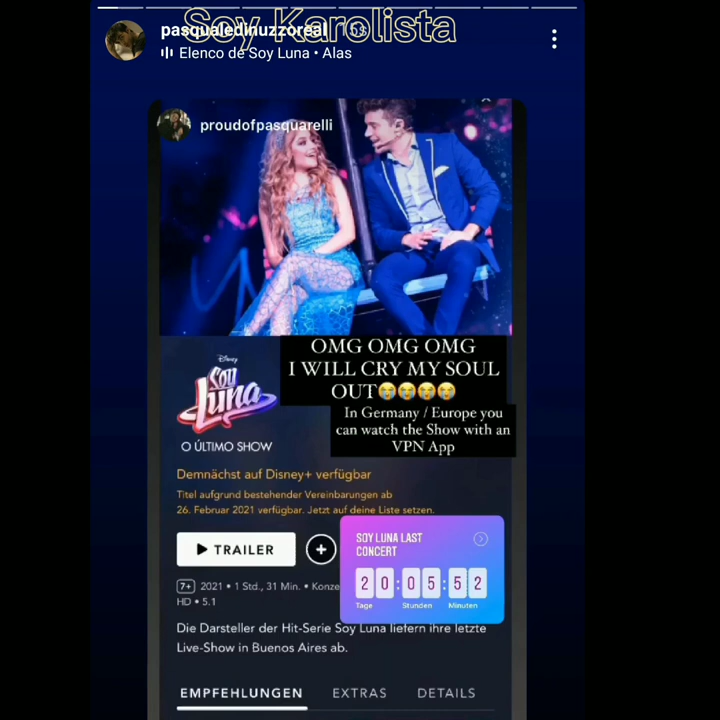 Soy Karolista
pasqualedinuzzoreal 15s
Elenco de Soy Luna • Alas
proudofpasquarelli
OMG OMG OMG
I WILL CRY MY SOUL
OUT😭😭😭😭
In Germany / Europe you
can watch the Show with an
VPN App
Disney
SOY
LUNA
O ÚLTIMO SHOW
Demnächst auf Disney+ verfügbar
Titel aufgrund bestehender Vereinbarungen ab
26. Februar 2021 verfügbar. Jetzt auf deine Liste setzen.
TRAILER
SOY LUNA LAST
CONCERT
20:05:52
Tage Stunden Minuten
7+ 2021 • 1 Std., 31 Min. • Konze
HD • 5.1
Die Darsteller der Hit-Serie Soy Luna liefern ihre letzte
Live-Show in Buenos Aires ab.
EMPFEHLUNGEN EXTRAS DETAILS